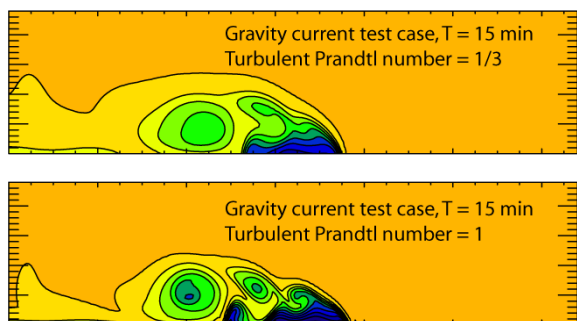 Gravity current test case, T = 15 min
Turbulent Prandtl number = 1/3
Gravity current test case, T = 15 min
Turbulent Prandtl number = 1